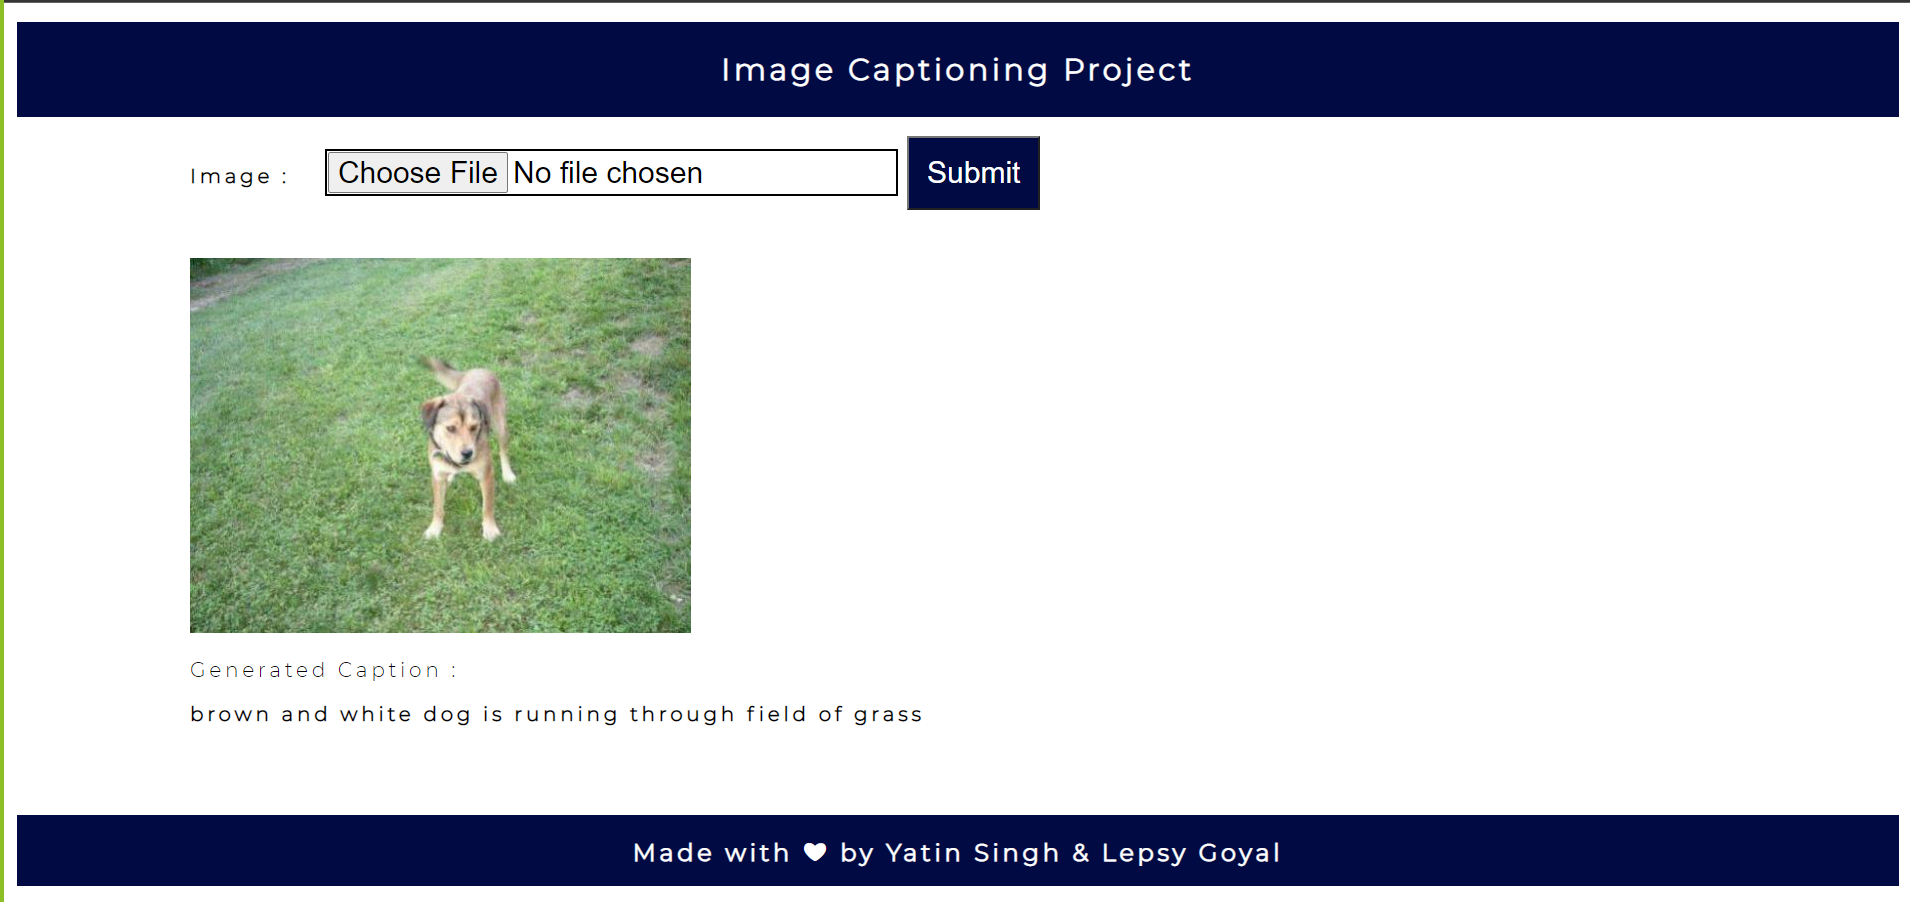 Image Captioning Project
Image : Choose File No file chosen Submit
Generated Caption :
brown and white dog is running through field of grass
Made with ♥ by Yatin Singh & Lepsy Goyal